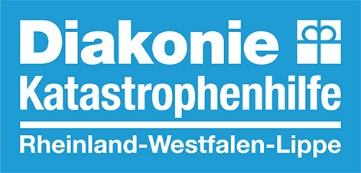 Diakonie
Katastrophenhilfe
Rheinland-Westfalen-Lippe